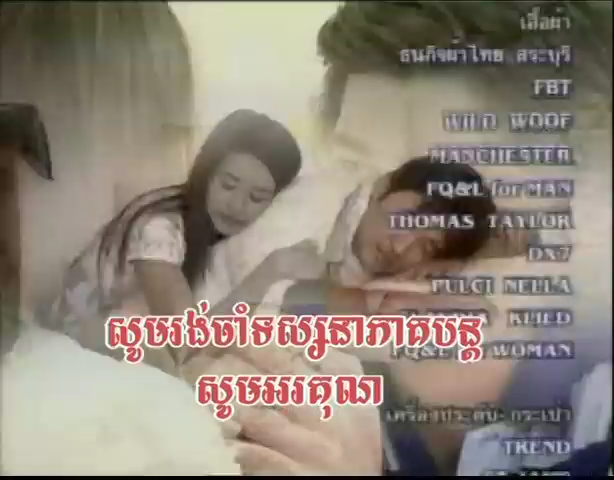 เสื้อผ้า
ธนกิจผ้าไทย สระบุรี
FBT
WILD WOOF
MANCHESTER
FQ&L for MAN
THOMAS TAYLOR
DX7
PULCI NELLA
សូមរង់ចាំទស្សនាភាគបន្ត
WOMAN
សូមអរគុណ
เครื่องประดับ-กระเป๋า
TREND